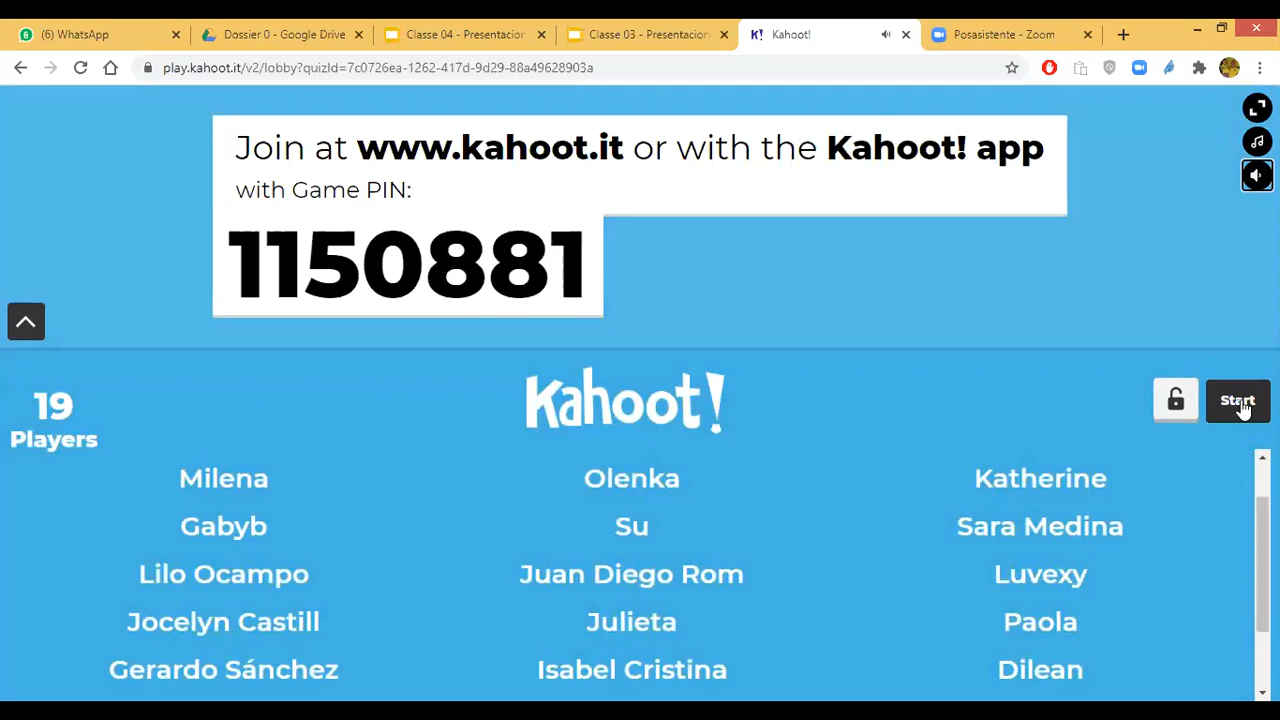 6 (6) WhatsApp
Dossier 0 - Google Drive
Classe 04 - Presentacion
Classe 03 - Presentacion
K! Kahoot!
Posasistente - Zoom
play.kahoot.it/v2/lobby?quizId=7c0726ea-1262-417d-9d29-88a49628903a
Join at www.kahoot.it or with the Kahoot! app
with Game PIN:
1150881
19
Players
Kahoot!
Start
Milena
Olenka
Katherine
Gabyb
Su
Sara Medina
Lilo Ocampo
Juan Diego Rom
Luvexy
Jocelyn Castill
Julieta
Paola
Gerardo Sánchez
Isabel Cristina
Dilean